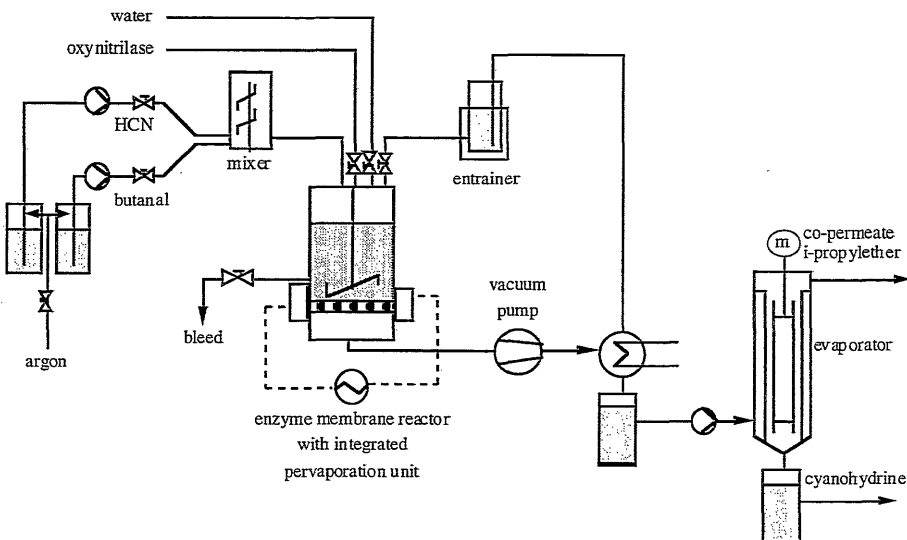 water
oxynitrilase
HCN
mixer
butanal
entrainer
m
co-permeate
i-propylether
vacuum
pump
bleed
evaporator
argon
enzyme membrane reactor
with integrated
pervaporation unit
cyanohydrine